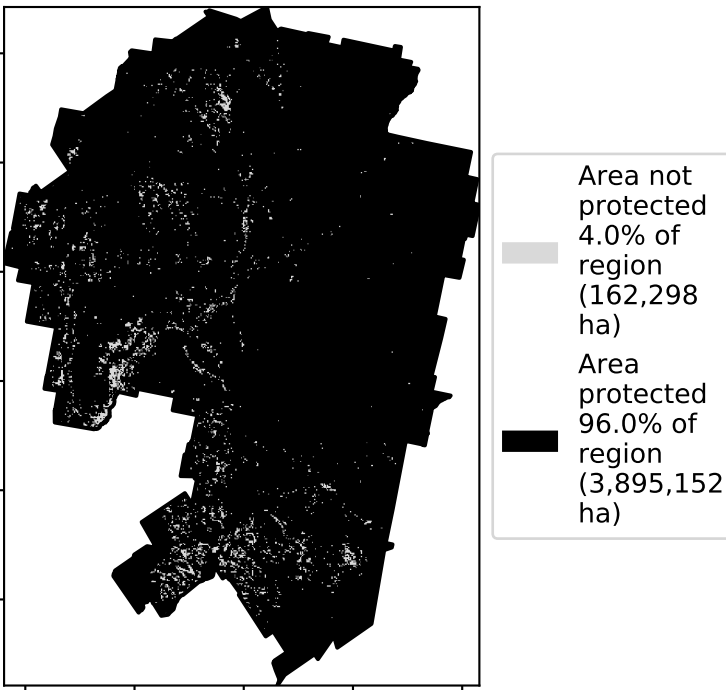 Area not
protected
4.0% of
region
(162,298
ha)
Area
protected
96.0% of
region
(3,895,152
ha)